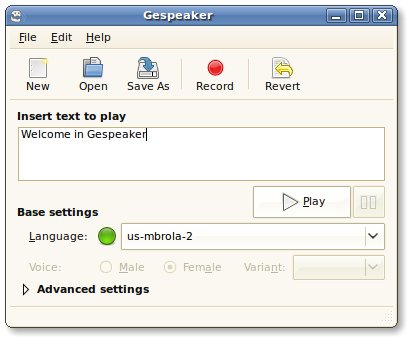 Gespeaker
File Edit Help
New Open Save As Record Revert
Insert text to play
Welcome in Gespeaker
Play
Base settings
Language: us-mbrola-2
Voice: Male Female Variant:
Advanced settings